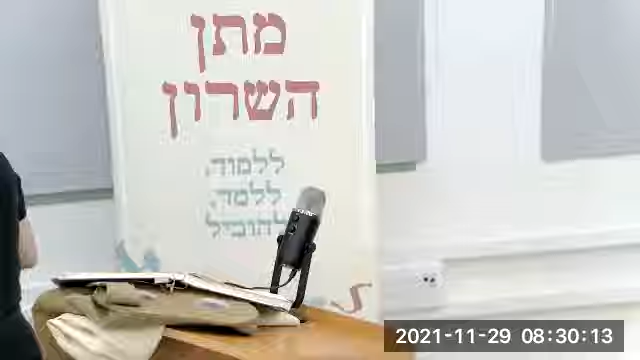 מתן
השרון
ללמוד,
ללמד,
להוביל
2021-11-29 08:30:13